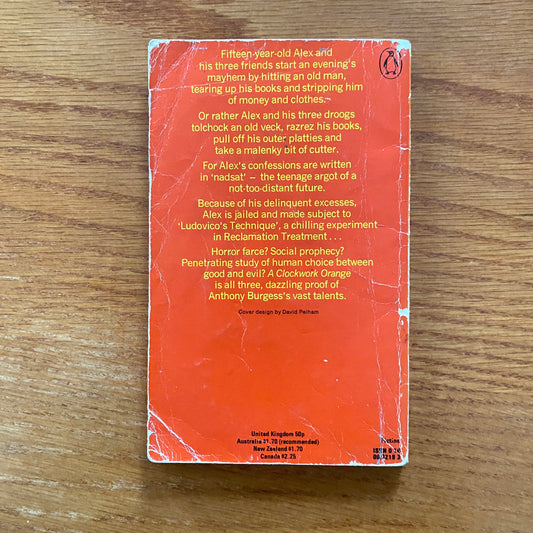 Fifteen-year-old Alex and
his three friends start an evening's
mayhem by hitting an old man,
tearing up his books and stripping him
of money and clothes.
Or rather Alex and his three droogs
tolchock an old veck, razrez his books,
pull off his outer platties and
take a malenky bit of cutter.
For Alex's confessions are written
in 'nadsat' – the teenage argot of a
not-too-distant future.
Because of his delinquent excesses,
Alex is jailed and made subject to
'Ludovico's Technique', a chilling experiment
in Reclamation Treatment . . .
Horror farce? Social prophecy?
Penetrating study of human choice between
good and evil? A Clockwork Orange
is all three, dazzling proof of
Anthony Burgess's vast talents.
Cover design by David Pelham
United Kingdom 50p
Australia $1.70 (recommended)
New Zealand $1.70
Canada $2.25
Fiction
ISBN 0 14